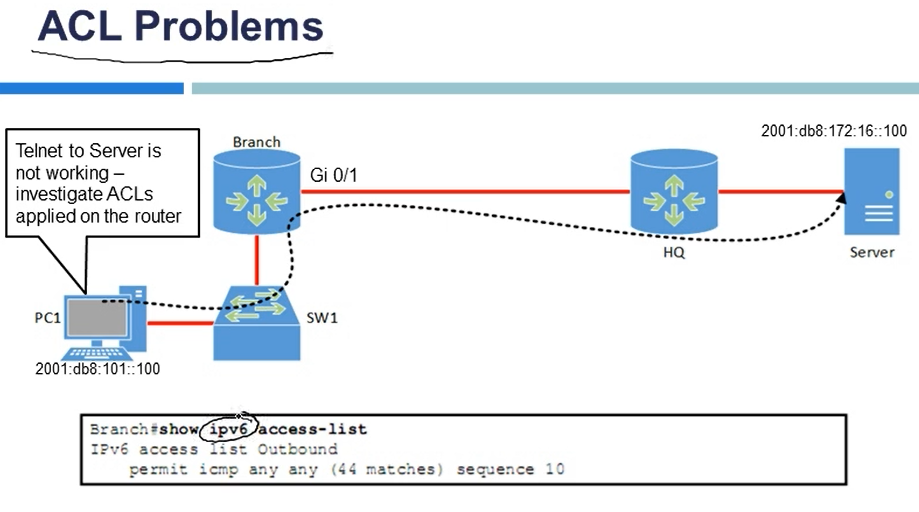 ACL Problems
Telnet to Server is
not working –
investigate ACLs
applied on the router
Branch
Gi 0/1
2001:db8:172:16::100
HQ
Server
PC1
SW1
2001:db8:101::100
Branch#show ipv6 access-list
IPv6 access list Outbound
permit icmp any any (44 matches) sequence 10